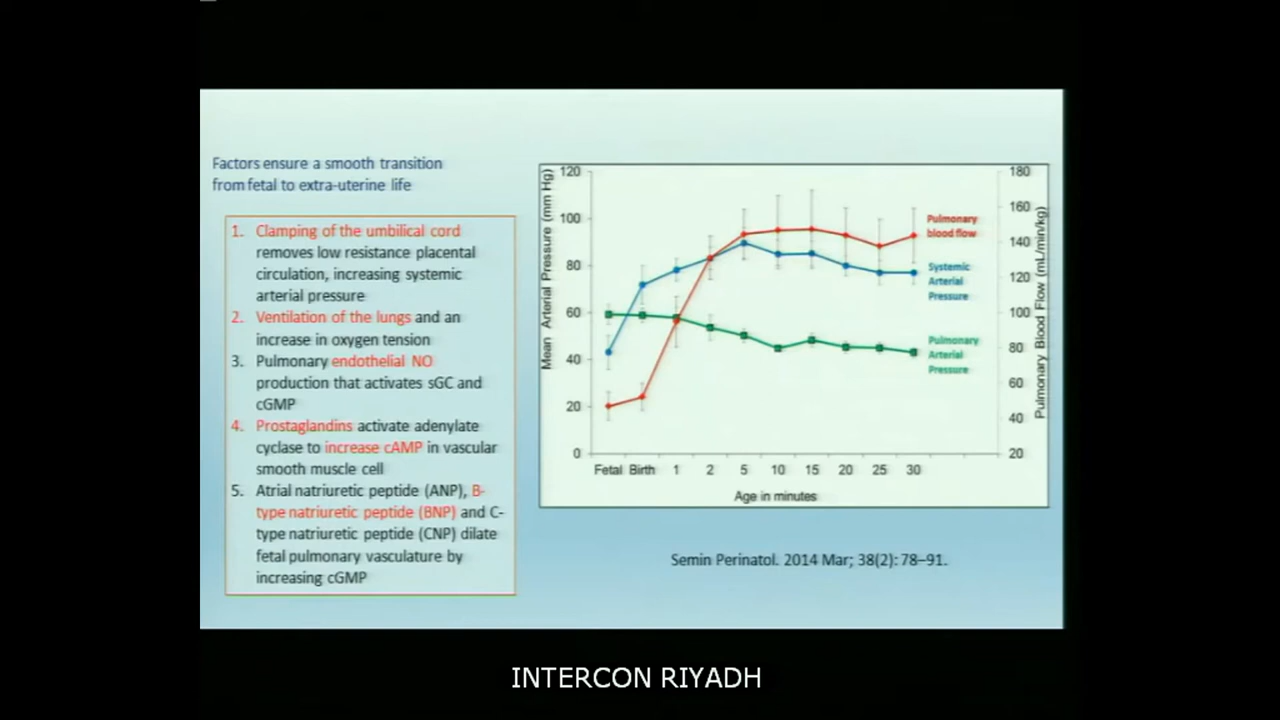 Factors ensure a smooth transition
from fetal to extra-uterine life
1. Clamping of the umbilical cord
removes low resistance placental
circulation, increasing systemic
arterial pressure
2. Ventilation of the lungs and an
increase in oxygen tension
3. Pulmonary endothelial NO
production that activates sGC and
cGMP
4. Prostaglandins activate adenylate
cyclase to increase cAMP in vascular
smooth muscle cell
5. Atrial natriuretic peptide (ANP), B-
type natriuretic peptide (BNP) and C-
type natriuretic peptide (CNP) dilate
fetal pulmonary vasculature by
increasing cGMP
Mean Arterial Pressure (mm Hg)
120
100
80
60
40
20
0
Fetal Birth 1 2 5 10 15 20 25 30
Age in minutes
180
160
140
120
100
80
60
40
20
Pulmonary Blood Flow (mL/min/kg)
Pulmonary
blood flow
Systemic
Arterial
Pressure
Pulmonary
Arterial
Pressure
Semin Perinatol. 2014 Mar; 38(2): 78–91.
INTERCON RIYADH